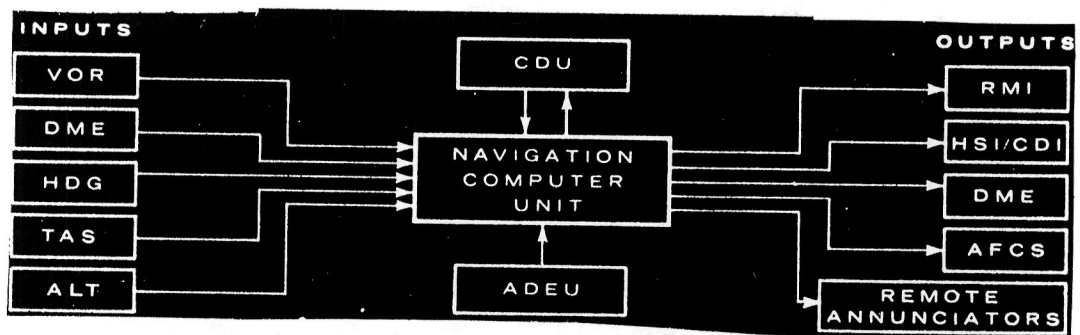 INPUTS
VOR
DME
HDG
TAS
ALT
CDU
NAVIGATION
COMPUTER
UNIT
ADEU
OUTPUTS
RMI
HSI/CDI
DME
AFCS
REMOTE
ANNUNCIATORS